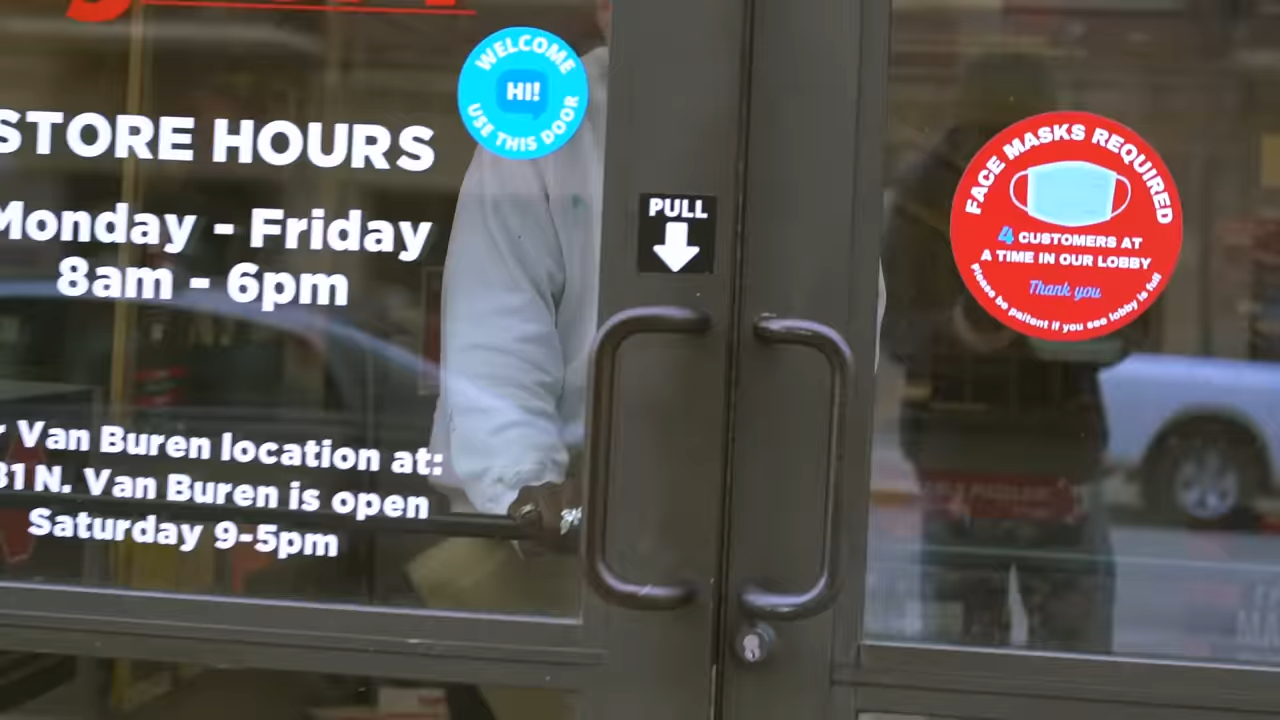 WELCOME
HI!
USE THIS DOOR
STORE HOURS
Monday - Friday
8am - 6pm
Van Buren location at:
N. Van Buren is open
Saturday 9-5pm
PULL
FACE MASKS REQUIRED
4 CUSTOMERS AT
A TIME IN OUR LOBBY
Thank you
Please be paitent if you see lobby is full